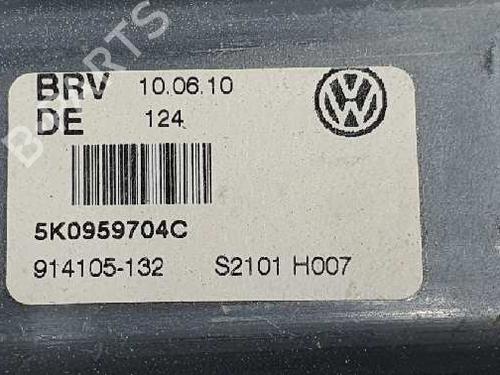 BRV 10.06.10
DE 124
5K0959704C
914105-132 S2101 H007